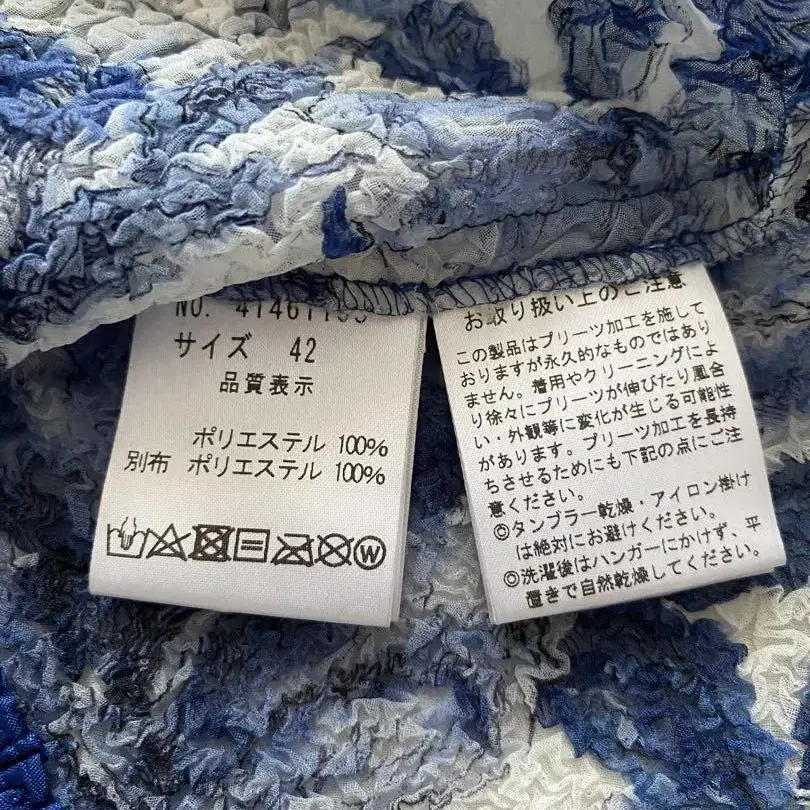 サイズ 42
品質表示
ポリエステル 100%
別布 ポリエステル 100%
W
お取り扱い上のご注意
この製品はプリーツ加工を施して
おりますが永久的なものではあり
ません。着用やクリーニングによ
り徐々にプリーツが伸びたり風合
い・外観等に変化が生じる可能性
があります。プリーツ加工を長持
ちさせるためにも下記の点にご注
意ください。
◎タンブラー乾燥・アイロン掛け
は絶対にお避けください。
◎洗濯後はハンガーにかけず、平
置きで自然乾燥してください。